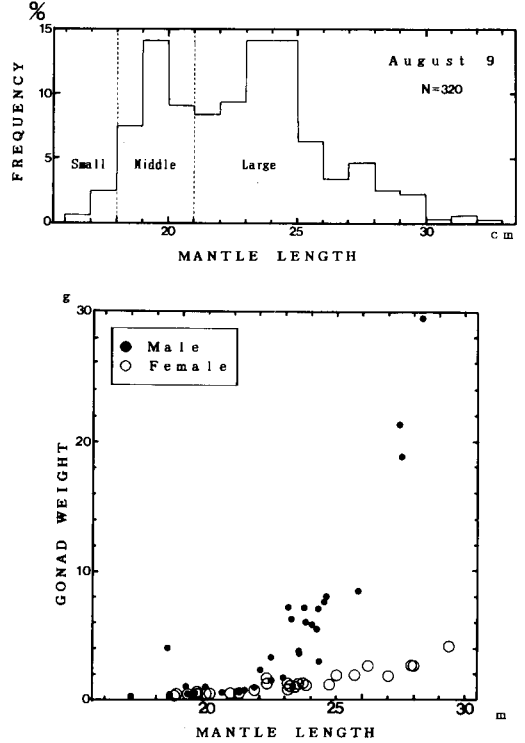 %
15
10
5
0
FREQUENCY
August 9
N=320
Small
Middle
Large
20
25
30
cm
MANTLE LENGTH
g
30
20
10
0
GONAD WEIGHT
Male
Female
20
25
30
m
MANTLE LENGTH